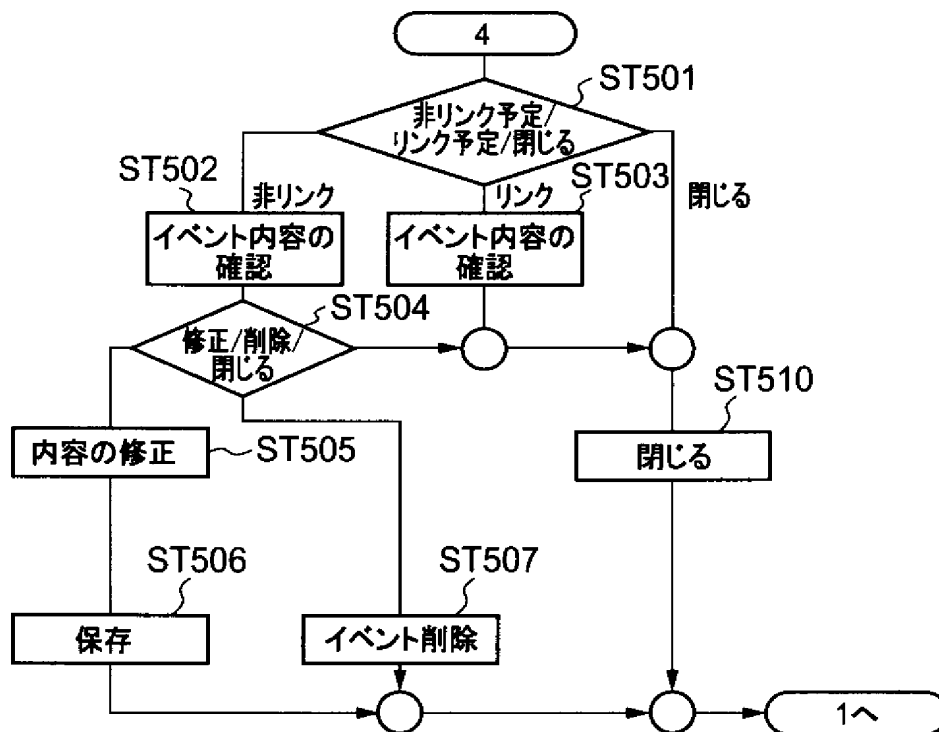 4
ST501
非リンク予定/
リンク予定/閉じる
ST502
非リンク
リンク
ST503
閉じる
イベント内容の
確認
イベント内容の
確認
ST504
修正/削除/
閉じる
ST510
内容の修正
ST505
閉じる
ST506
ST507
保存
イベント削除
1へ